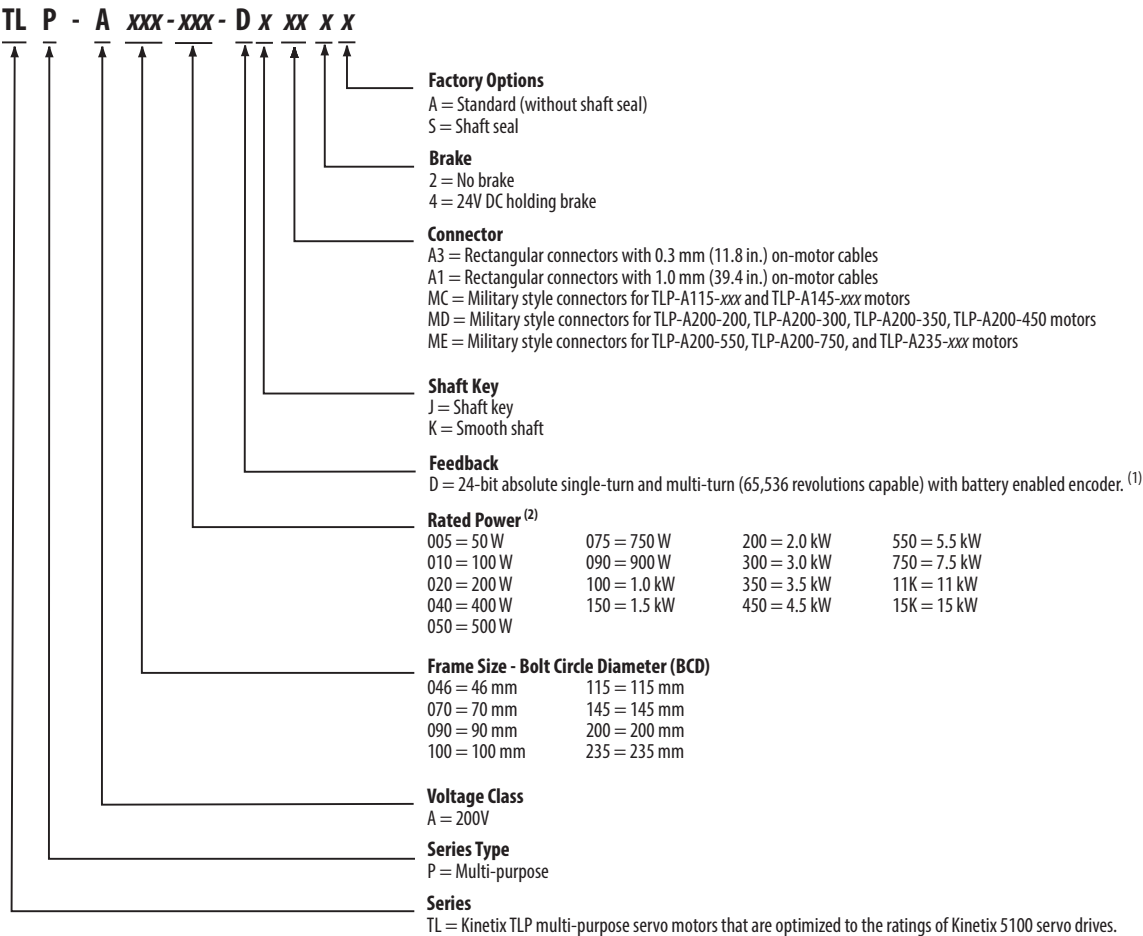 TL P - A xxx - xxx - D x xx x x
Factory Options
A = Standard (without shaft seal)
S = Shaft seal
Brake
2 = No brake
4 = 24V DC holding brake
Connector
A3 = Rectangular connectors with 0.3 mm (11.8 in.) on-motor cables
A1 = Rectangular connectors with 1.0 mm (39.4 in.) on-motor cables
MC = Military style connectors for TLP-A115-xxx and TLP-A145-xxx motors
MD = Military style connectors for TLP-A200-200, TLP-A200-300, TLP-A200-350, TLP-A200-450 motors
ME = Military style connectors for TLP-A200-550, TLP-A200-750, and TLP-A235-xxx motors
Shaft Key
J = Shaft key
K = Smooth shaft
Feedback
D = 24-bit absolute single-turn and multi-turn (65,536 revolutions capable) with battery enabled encoder. (1)
Rated Power (2)
005 = 50 W 075 = 750 W 200 = 2.0 kW 550 = 5.5 kW
010 = 100 W 090 = 900 W 300 = 3.0 kW 750 = 7.5 kW
020 = 200 W 100 = 1.0 kW 350 = 3.5 kW 11K = 11 kW
040 = 400 W 150 = 1.5 kW 450 = 4.5 kW 15K = 15 kW
050 = 500 W
Frame Size - Bolt Circle Diameter (BCD)
046 = 46 mm 115 = 115 mm
070 = 70 mm 145 = 145 mm
090 = 90 mm 200 = 200 mm
100 = 100 mm 235 = 235 mm
Voltage Class
A = 200V
Series Type
P = Multi-purpose
Series
TL = Kinetix TLP multi-purpose servo motors that are optimized to the ratings of Kinetix 5100 servo drives.